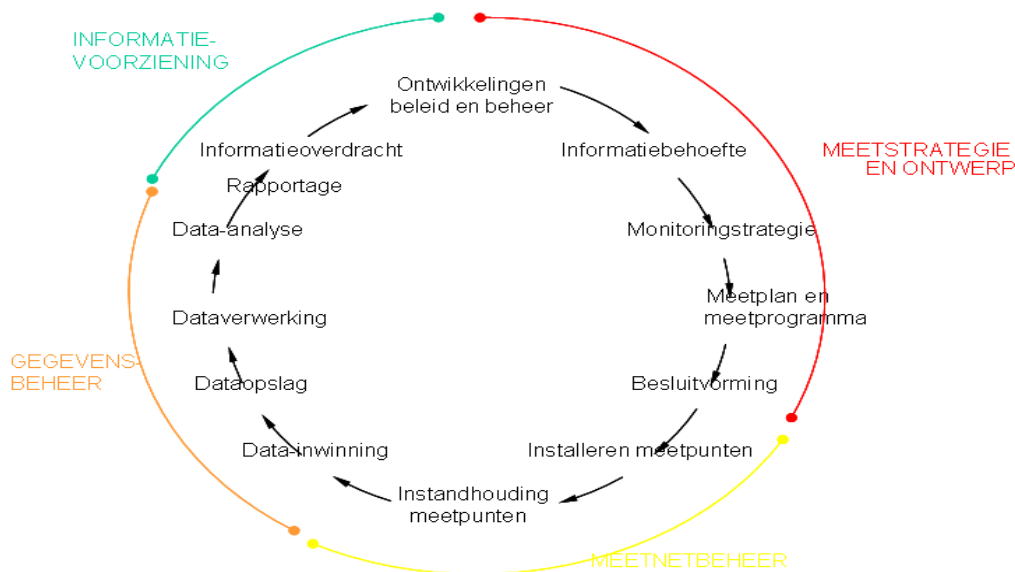 INFORMATIE-
VOORZIENING
Ontwikkelingen
beleid en beheer
Informatieoverdracht
Informatiebehoefte
MEETSTRATEGIE
EN ONTWERP
Rapportage
Data-analyse
Monitoringstrategie
Dataverwerking
Meetplan en
meetprogramma
GEGEVENS-
BEHEER
Dataopslag
Besluitvorming
Data-inwinning
Installeren meetpunten
Instandhouding
meetpunten
MEETNETBEHEER